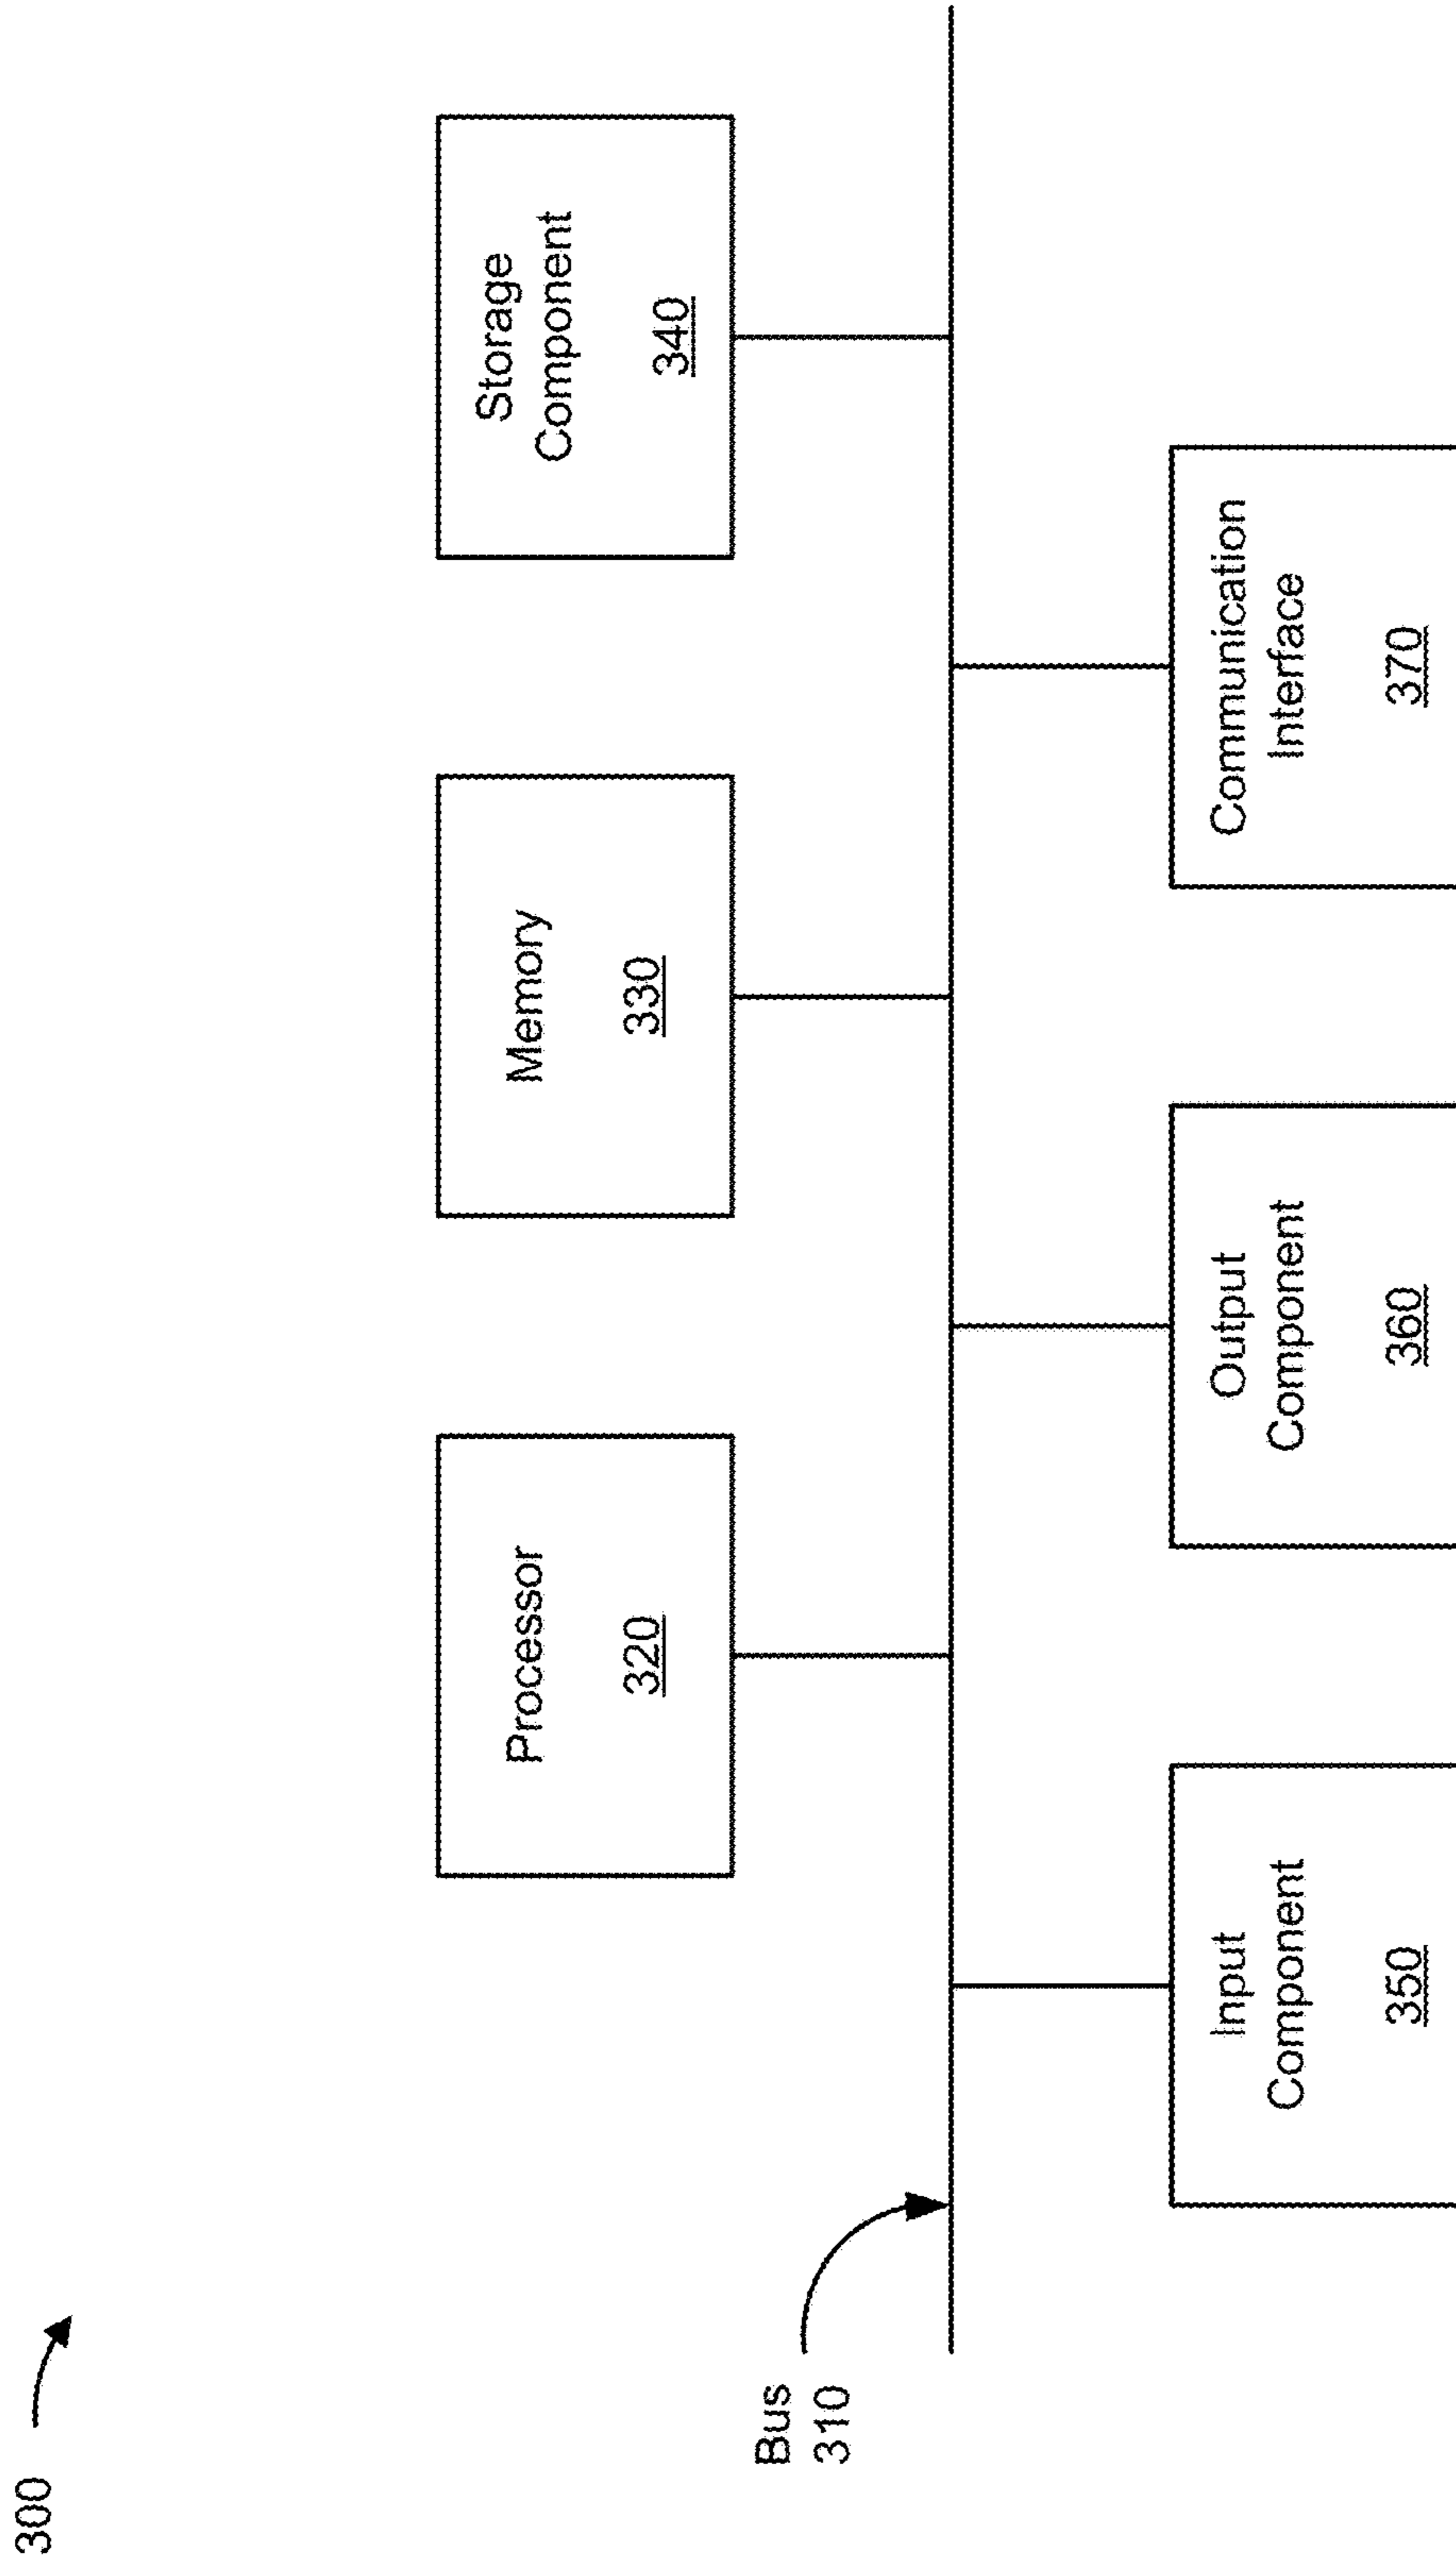 300
Processor
320
Memory
330
Storage
Component
340
Bus
310
Input
Component
350
Output
Component
360
Communication
Interface
370